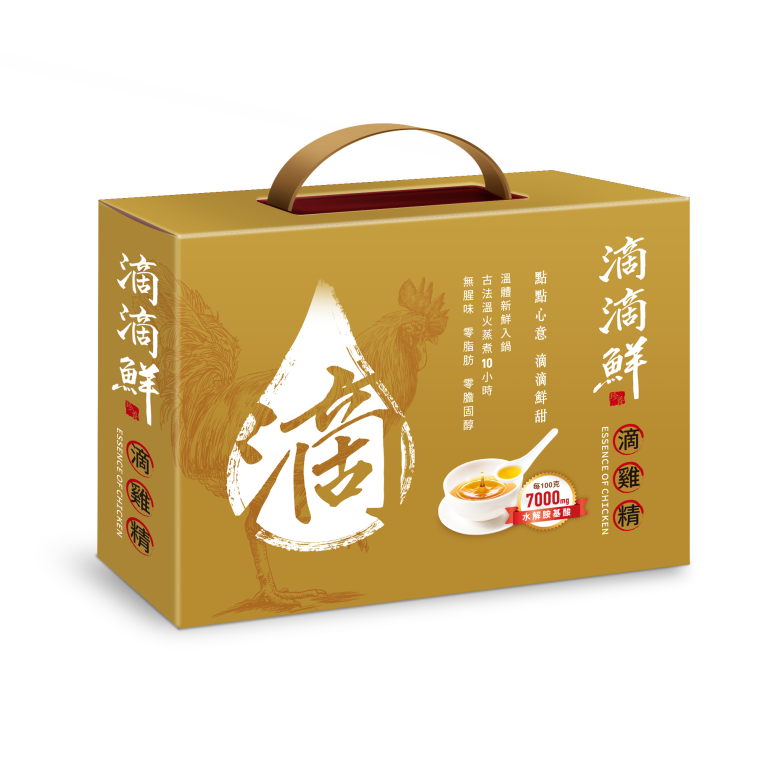 滴滴鮮
滴雞精
ESSENCE OF CHICKEN
滴
點點心意 滴滴鮮甜
溫體新鮮入鍋
古法溫火蒸煮10小時
無腥味 零脂肪 零膽固醇
每100克
7000mg
水解胺基酸
滴滴鮮
滴雞精
ESSENCE OF CHICKEN